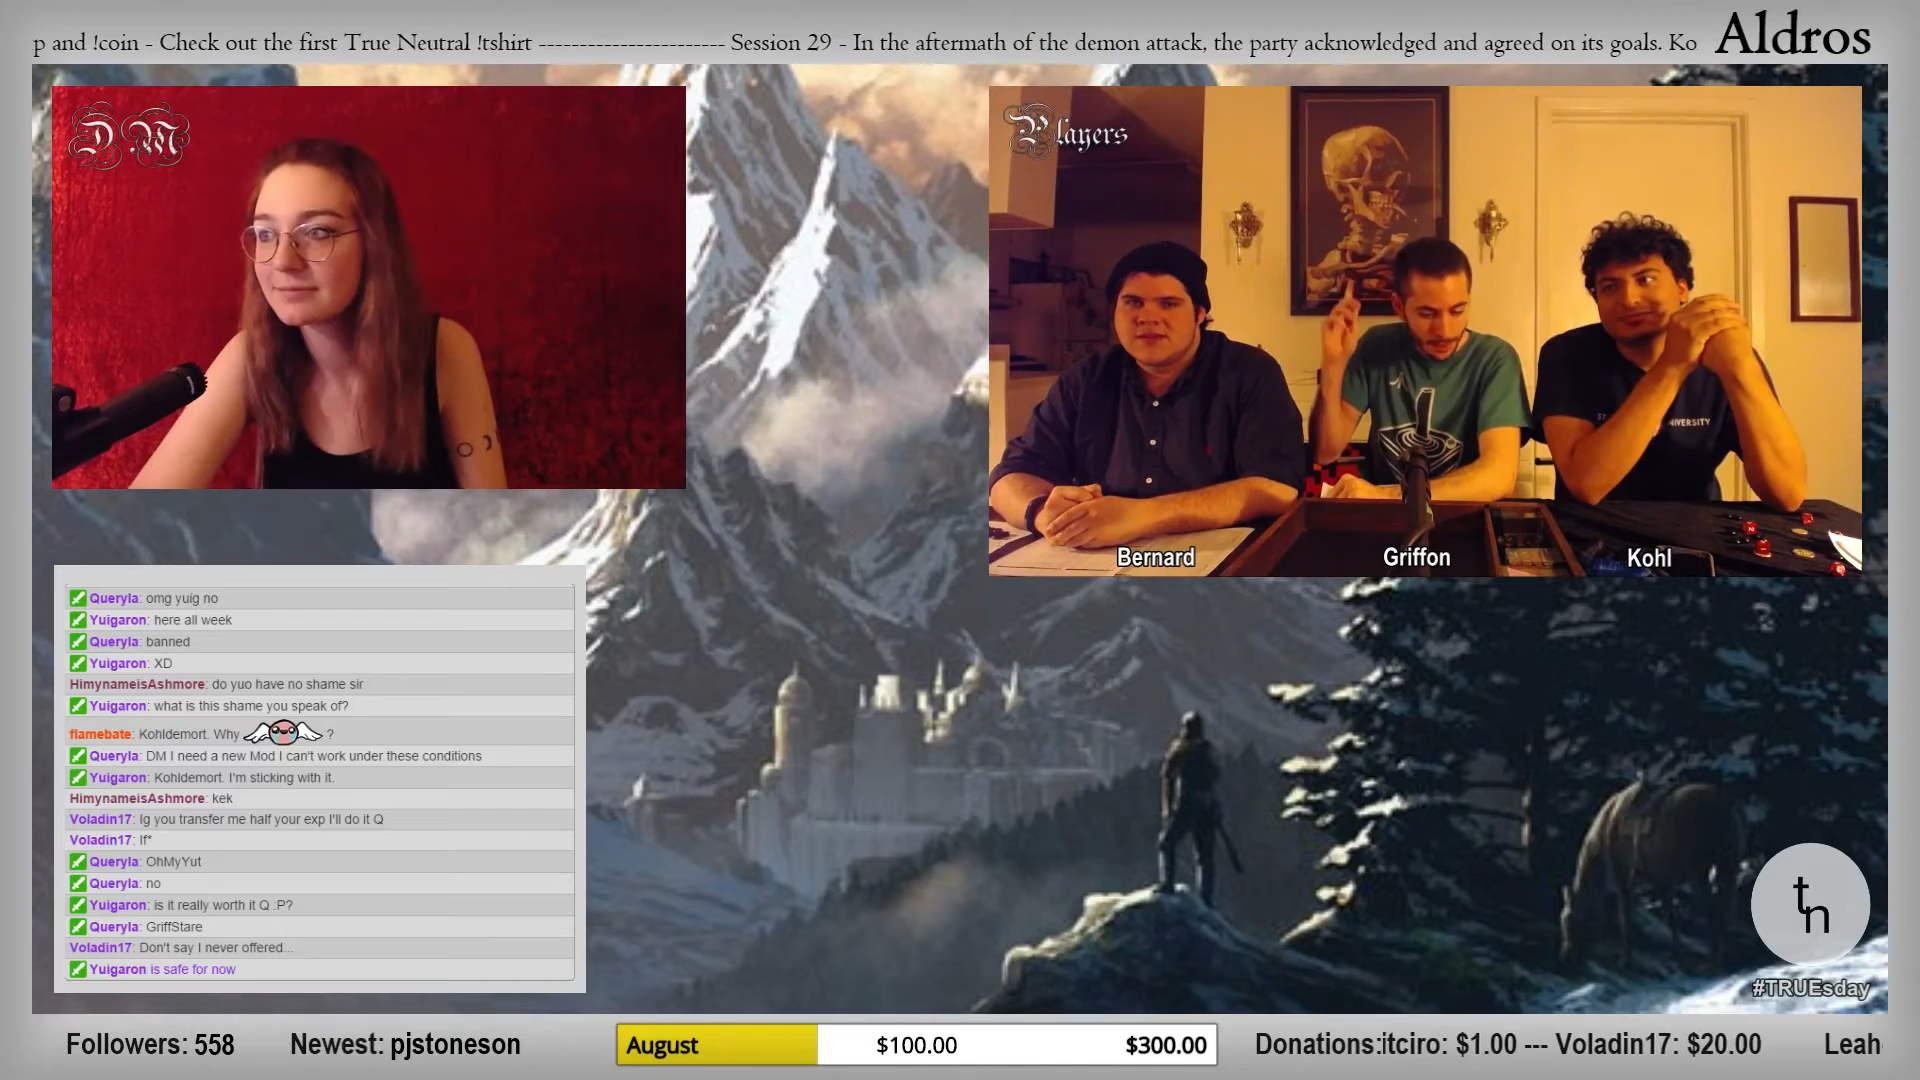 p and !coin - Check out the first True Neutral !tshirt ----------------------- Session 29 - In the aftermath of the demon attack, the party acknowledged and agreed on its goals. Ko
Aldros
DM
Players
NIVERSITY
Bernard
Griffon
Kohl
Queryla: omg yuig no
Yuigaron: here all week
Queryla: banned
Yuigaron: XD
HimynameisAshmore: do yuo have no shame sir
Yuigaron: what is this shame you speak of?
flamebate: Kohldemort. Why ?
Queryla: DM I need a new Mod I can't work under these conditions
Yuigaron: Kohldemort. I'm sticking with it.
HimynameisAshmore: kek
Voladin17: Ig you transfer me half your exp I'll do it Q
Voladin17: If*
Queryla: OhMyYut
Queryla: no
Yuigaron: is it really worth it Q :P?
Queryla: GriffStare
Voladin17: Don't say I never offered...
Yuigaron is safe for now
tn
#TRUEsday
Followers: 558
Newest: pjstoneson
August $100.00 $300.00
Donations: itciro: $1.00 --- Voladin17: $20.00 Leah